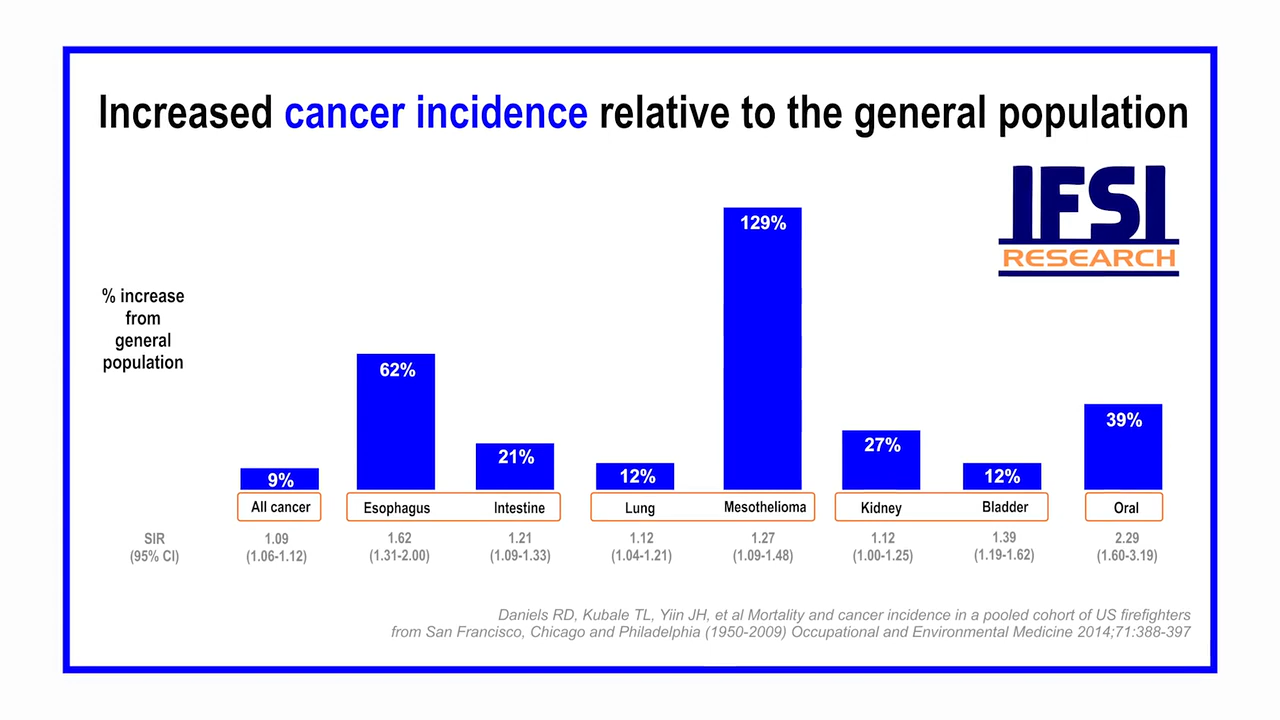 Increased cancer incidence relative to the general population
IFSI
RESEARCH
% increase
from
general
population
129%
62%
39%
27%
21%
12%
12%
9%
All cancer
Esophagus
Intestine
Lung
Mesothelioma
Kidney
Bladder
Oral
SIR
(95% CI)
1.09
(1.06-1.12)
1.62
(1.31-2.00)
1.21
(1.09-1.33)
1.12
(1.04-1.21)
1.27
(1.09-1.48)
1.12
(1.00-1.25)
1.39
(1.19-1.62)
2.29
(1.60-3.19)
Daniels RD, Kubale TL, Yiin JH, et al Mortality and cancer incidence in a pooled cohort of US firefighters
from San Francisco, Chicago and Philadelphia (1950-2009) Occupational and Environmental Medicine 2014;71:388-397